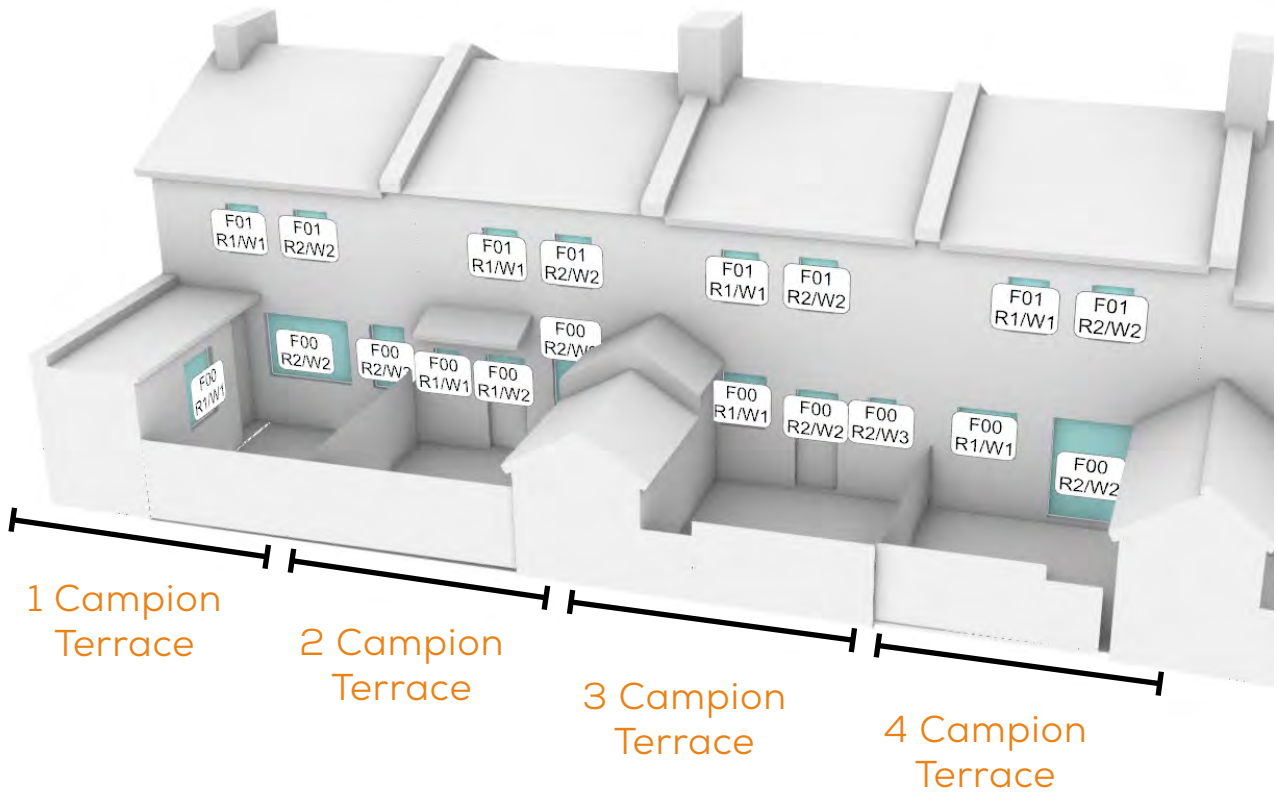 F01
R1/W1
F01
R2/W2
F01
R1/W1
F01
R2/W2
F01
R1/W1
F01
R2/W2
F01
R1/W1
F01
R2/W2
F00
R1/W1
F00
R2/W2
F00
F00
R1/W1
F00
R1/W2
F00
F00
R1/W1
F00
R2/W2
F00
R2/W3
F00
R1/W1
F00
R2/W2
1 Campion
Terrace
2 Campion
Terrace
3 Campion
Terrace
4 Campion
Terrace